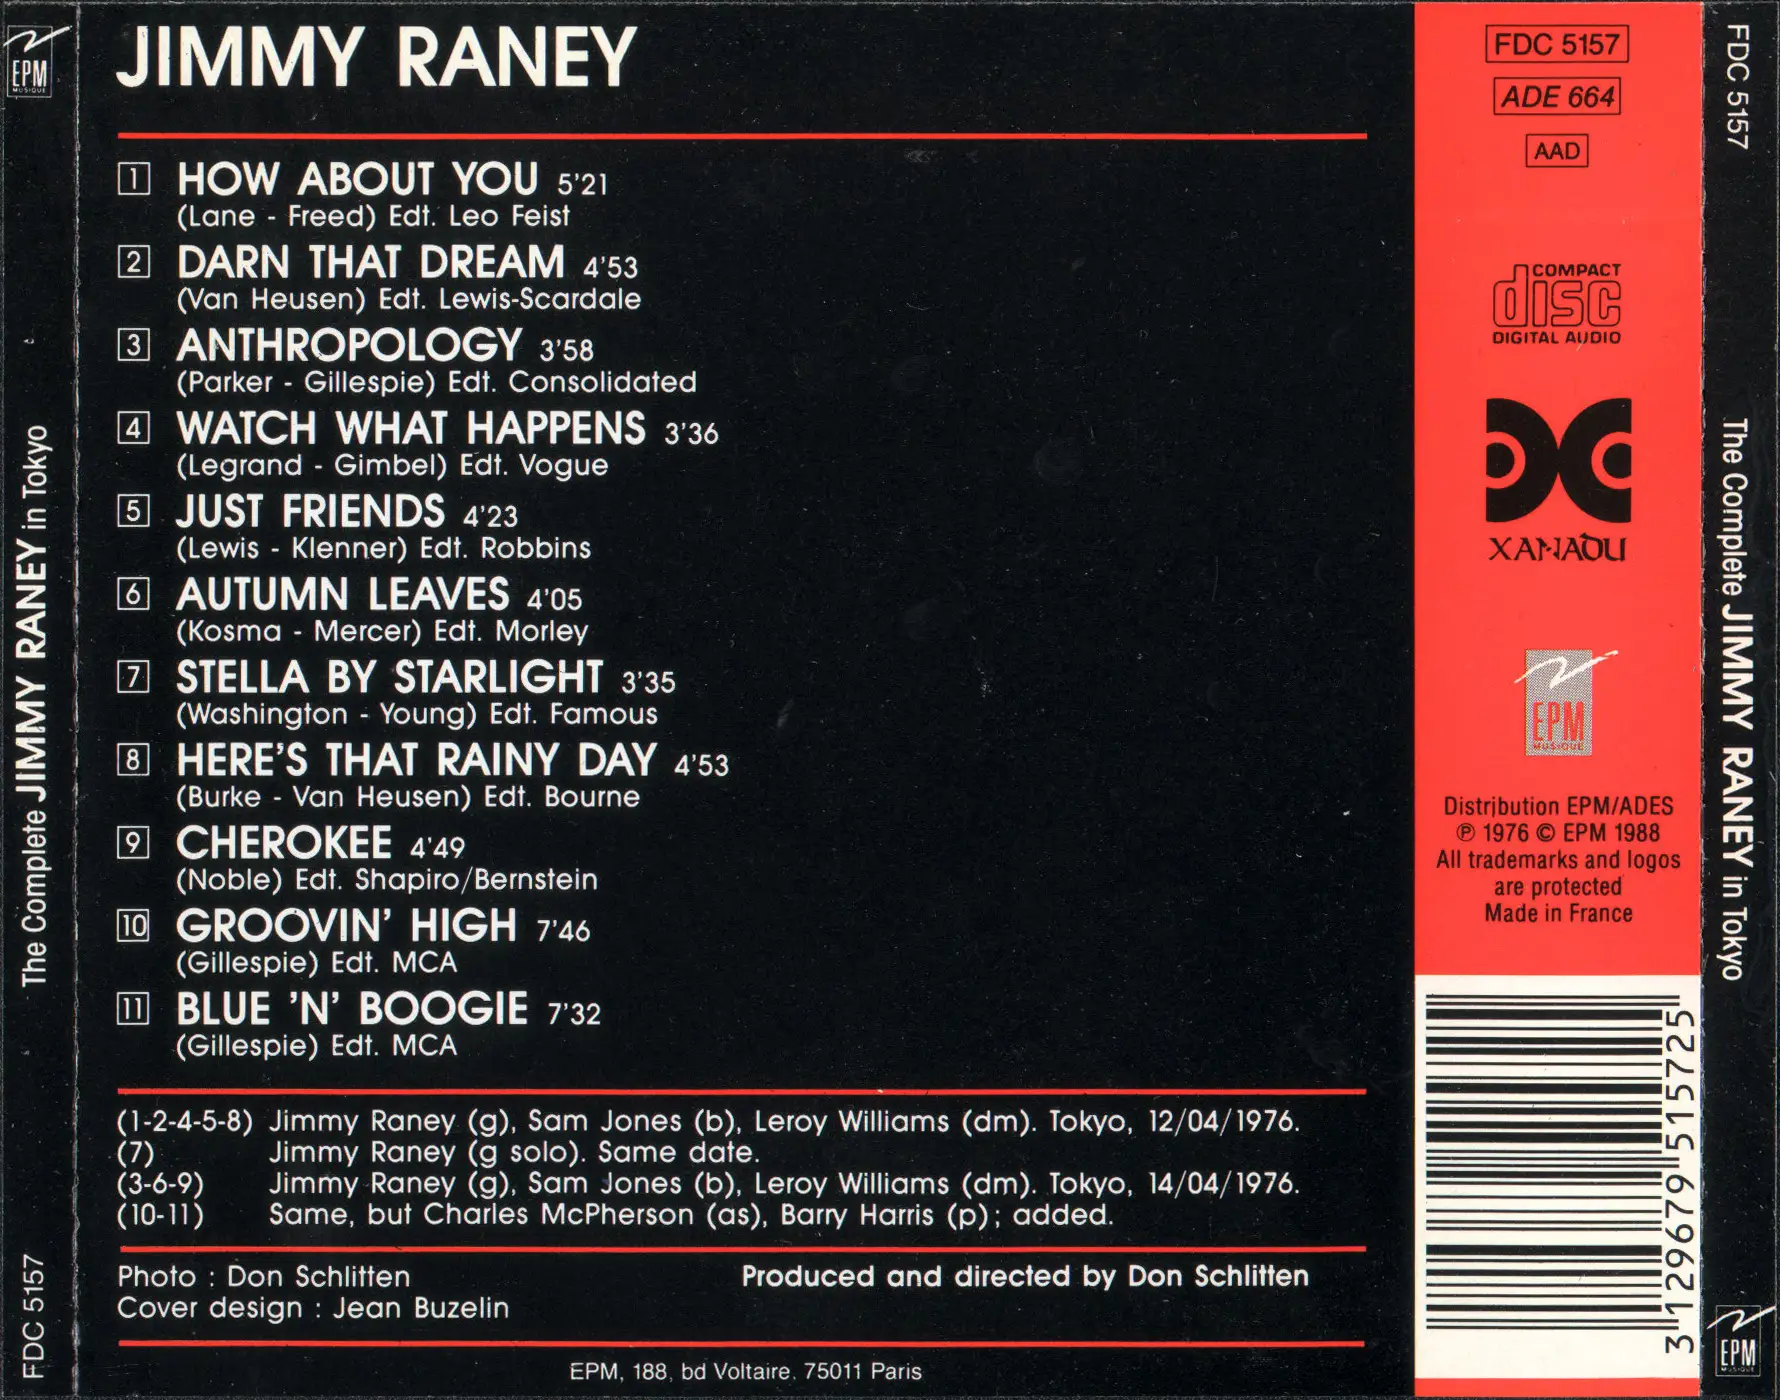 EPM
MUSIQUE
The Complete JIMMY RANEY in Tokyo
FDC 5157
JIMMY RANEY
1 HOW ABOUT YOU 5'21
(Lane - Freed) Edt. Leo Feist
2 DARN THAT DREAM 4'53
(Van Heusen) Edt. Lewis-Scardale
3 ANTHROPOLOGY 3'58
(Parker - Gillespie) Edt. Consolidated
4 WATCH WHAT HAPPENS 3'36
(Legrand - Gimbel) Edt. Vogue
5 JUST FRIENDS 4'23
(Lewis - Klenner) Edt. Robbins
6 AUTUMN LEAVES 4'05
(Kosma - Mercer) Edt. Morley
7 STELLA BY STARLIGHT 3'35
(Washington - Young) Edt. Famous
8 HERE'S THAT RAINY DAY 4'53
(Burke - Van Heusen) Edt. Bourne
9 CHEROKEE 4'49
(Noble) Edt. Shapiro/Bernstein
10 GROOVIN' HIGH 7'46
(Gillespie) Edt. MCA
11 BLUE 'N' BOOGIE 7'32
(Gillespie) Edt. MCA
(1-2-4-5-8) Jimmy Raney (g), Sam Jones (b), Leroy Williams (dm). Tokyo, 12/04/1976.
(7) Jimmy Raney (g solo). Same date.
(3-6-9) Jimmy Raney (g), Sam Jones (b), Leroy Williams (dm). Tokyo, 14/04/1976.
(10-11) Same, but Charles McPherson (as), Barry Harris (p); added.
Photo : Don Schlitten
Produced and directed by Don Schlitten
Cover design : Jean Buzelin
EPM, 188, bd Voltaire. 75011 Paris
FDC 5157
ADE 664
AAD
COMPACT
disc
DIGITAL AUDIO
XANADU
EPM
MUSIQUE
Distribution EPM/ADES
℗ 1976 © EPM 1988
All trademarks and logos
are protected
Made in France
3 129679 515725
FDC 5157
The Complete JIMMY RANEY in Tokyo
EPM
MUSIQUE